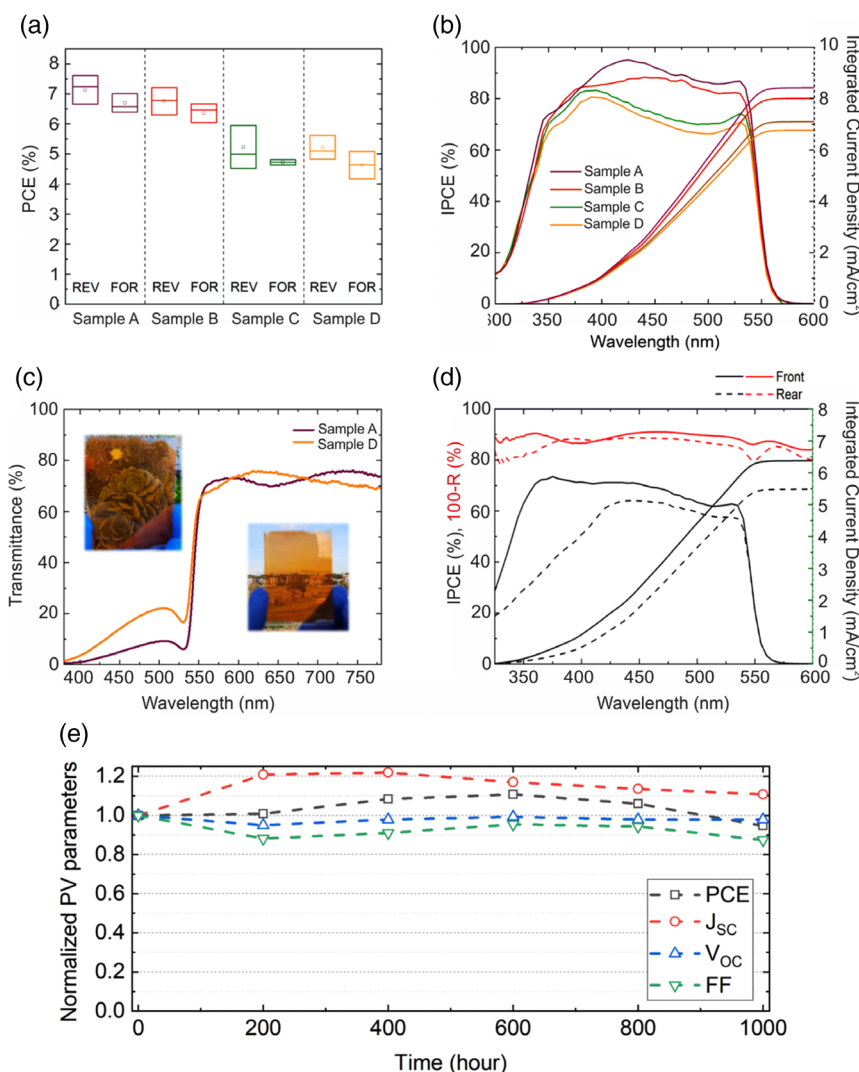 (a)
PCE (%)
8
7
6
5
4
3
2
1
0
REV FOR REV FOR REV FOR REV FOR
Sample A Sample B Sample C Sample D
(b)
IPCE (%)
100
80
60
40
20
0
Sample A
Sample B
Sample C
Sample D
300 350 400 450 500 550 600
Wavelength (nm)
10
8
6
4
2
0
Integrated Current Density (mA/cm²
(c)
Transmittance (%)
100
80
60
40
20
0
Sample A
Sample D
400 450 500 550 600 650 700 750
Wavelength (nm)
(d)
Front
Rear
IPCE (%), 100-R (%)
100
80
60
40
20
0
350 400 450 500 550 600
Wavelength (nm)
8
7
6
5
4
3
2
1
0
Integrated Current Density (mA/cm²
(e)
Normalized PV parameters
1.2
1.0
0.8
0.6
0.4
0.2
0.0
PCE
JSC
VOC
FF
0 200 400 600 800 1000
Time (hour)